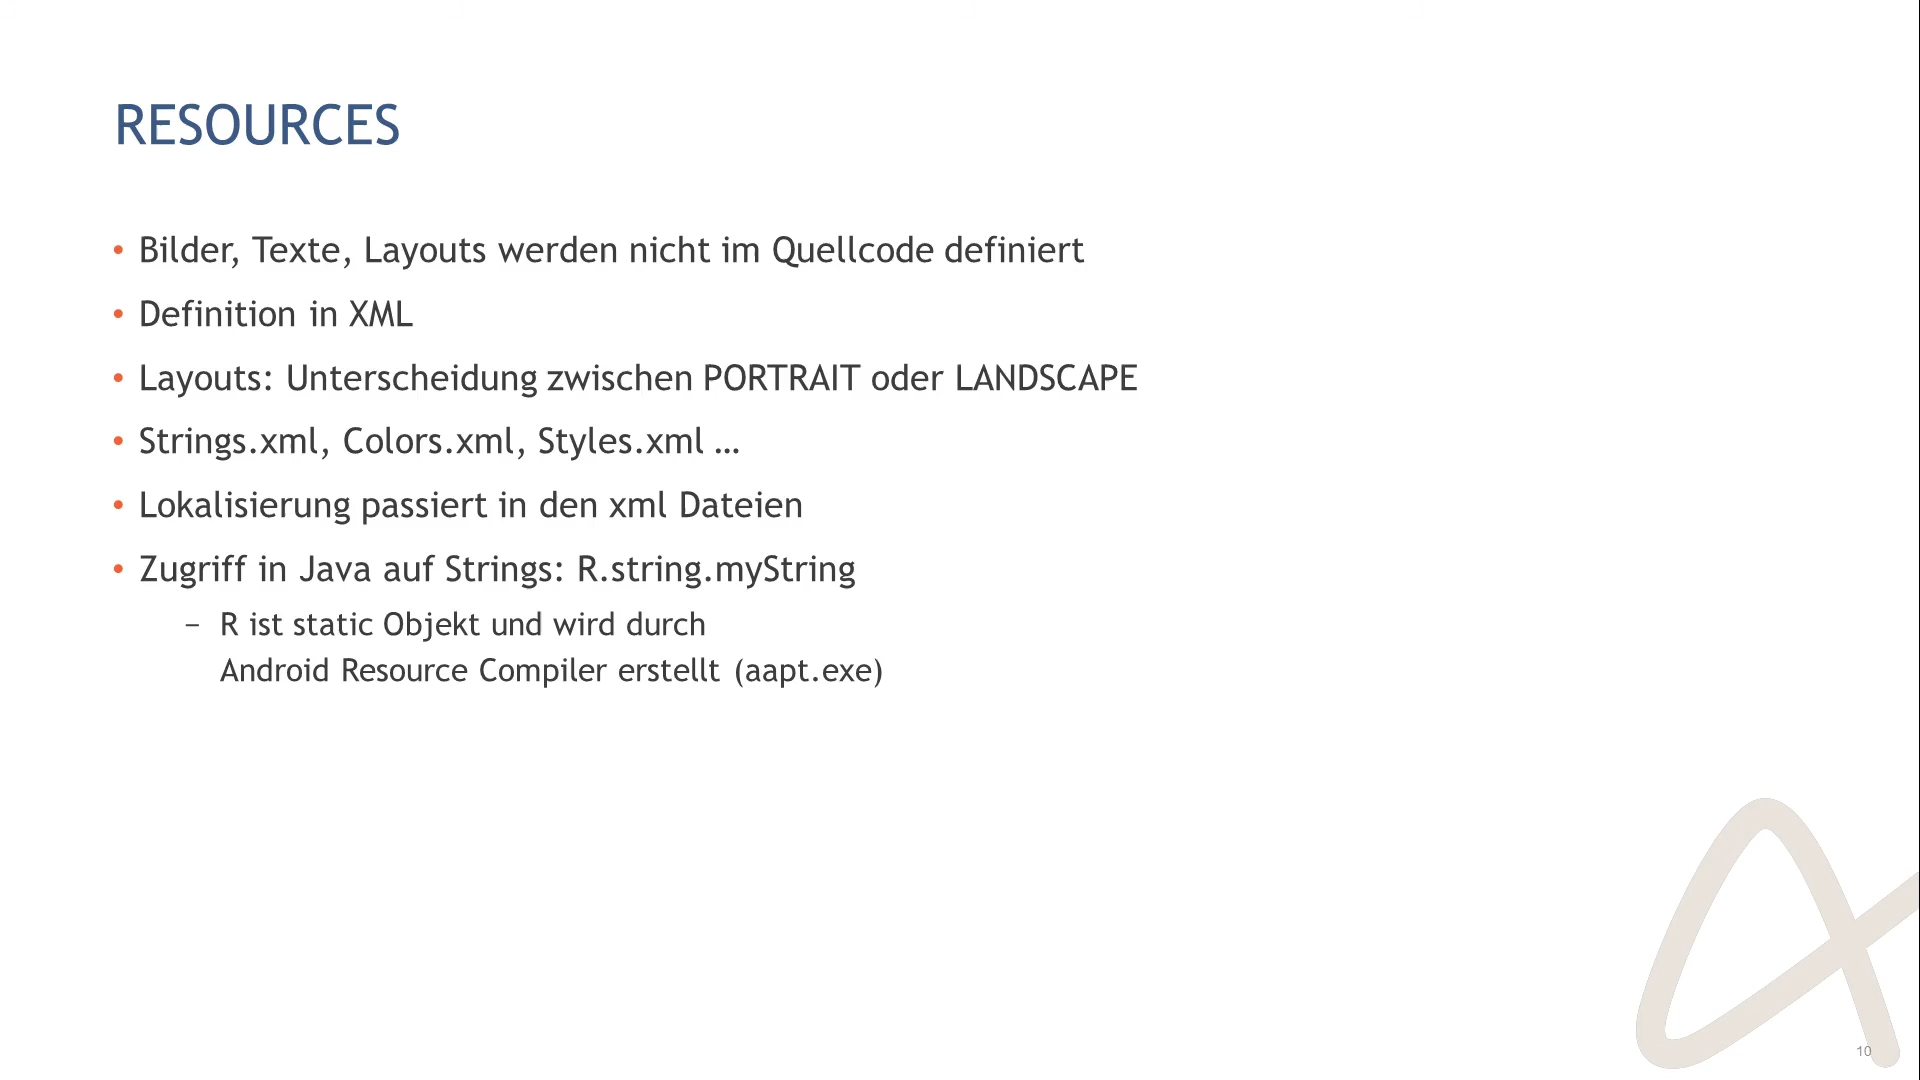 RESOURCES
• Bilder, Texte, Layouts werden nicht im Quellcode definiert
• Definition in XML
• Layouts: Unterscheidung zwischen PORTRAIT oder LANDSCAPE
• Strings.xml, Colors.xml, Styles.xml …
• Lokalisierung passiert in den xml Dateien
• Zugriff in Java auf Strings: R.string.myString
– R ist static Objekt und wird durch
Android Resource Compiler erstellt (aapt.exe)
10